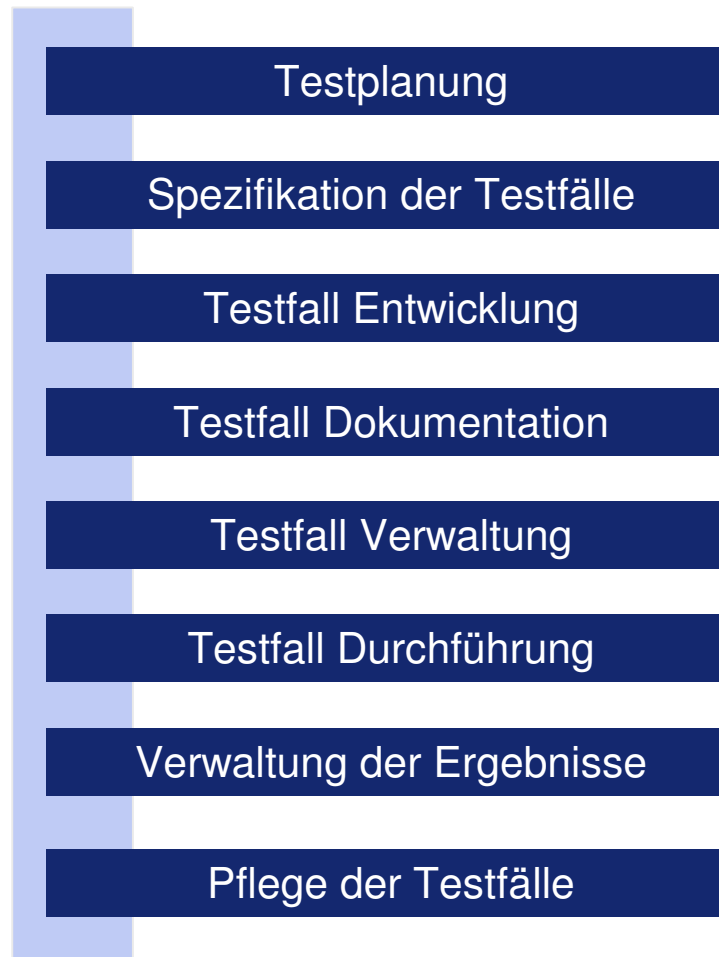 Testplanung
Spezifikation der Testfälle
Testfall Entwicklung
Testfall Dokumentation
Testfall Verwaltung
Testfall Durchführung
Verwaltung der Ergebnisse
Pflege der Testfälle